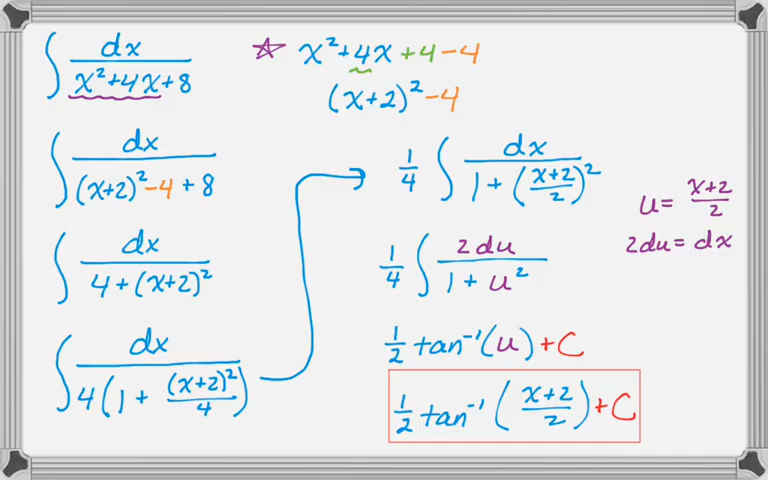 ∫ dx / (x² + 4x + 8)
☆ x² + 4x + 4 - 4
(x+2)² - 4
∫ dx / ((x+2)² - 4 + 8)
∫ dx / (4 + (x+2)²)
∫ dx / (4(1 + (x+2)²/4))
1/4 ∫ dx / (1 + ((x+2)/2)²)
u = (x+2)/2
2du = dx
1/4 ∫ 2du / (1 + u²)
1/2 tan⁻¹(u) + C
1/2 tan⁻¹((x+2)/2) + C